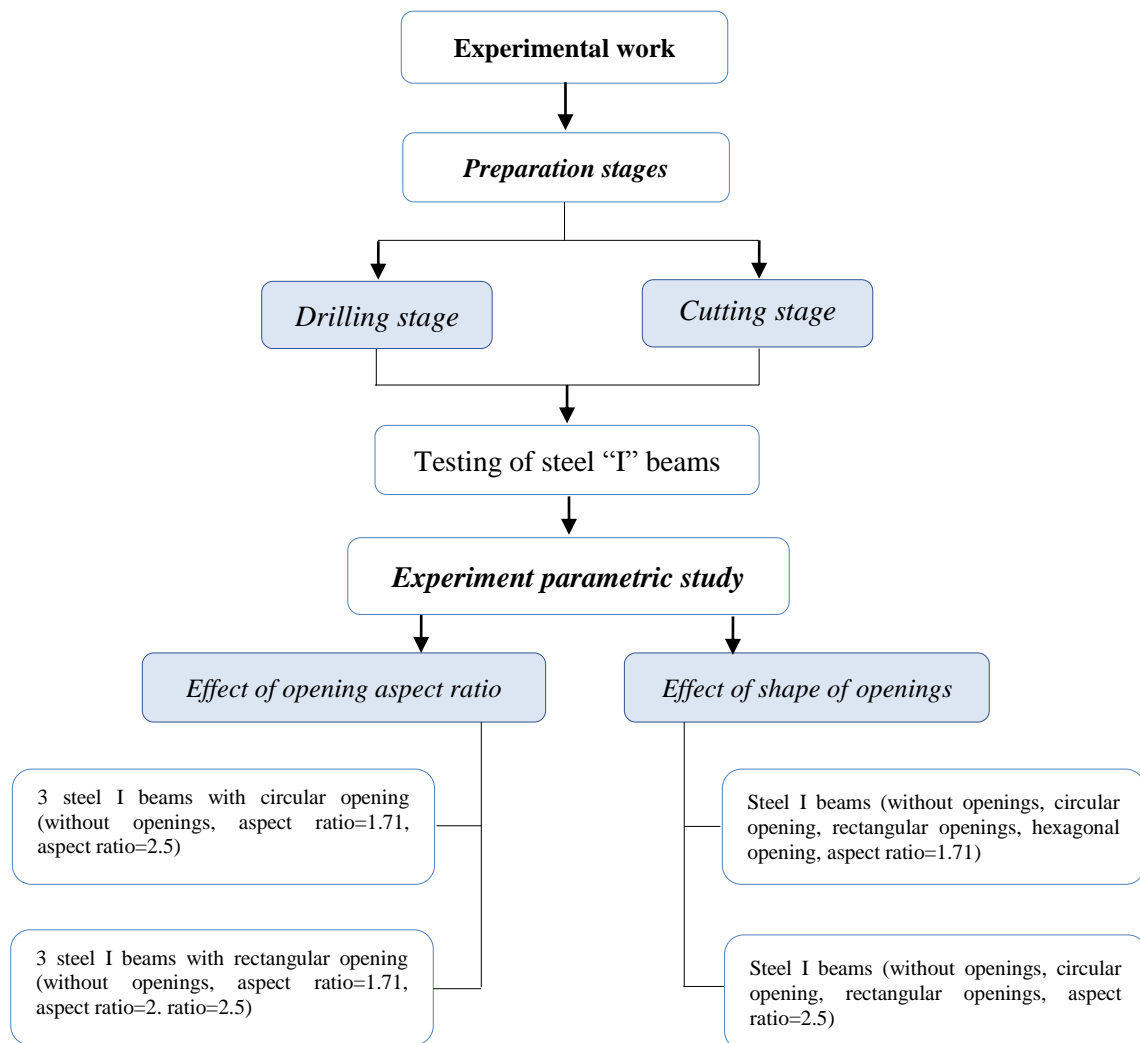 Experimental work
Preparation stages
Drilling stage
Cutting stage
Testing of steel “I” beams
Experiment parametric study
Effect of opening aspect ratio
Effect of shape of openings
3 steel I beams with circular opening
(without openings, aspect ratio=1.71,
aspect ratio=2.5)
Steel I beams (without openings, circular
opening, rectangular openings, hexagonal
opening, aspect ratio=1.71)
3 steel I beams with rectangular opening
(without openings, aspect ratio=1.71,
aspect ratio=2. ratio=2.5)
Steel I beams (without openings, circular
opening, rectangular openings, aspect
ratio=2.5)